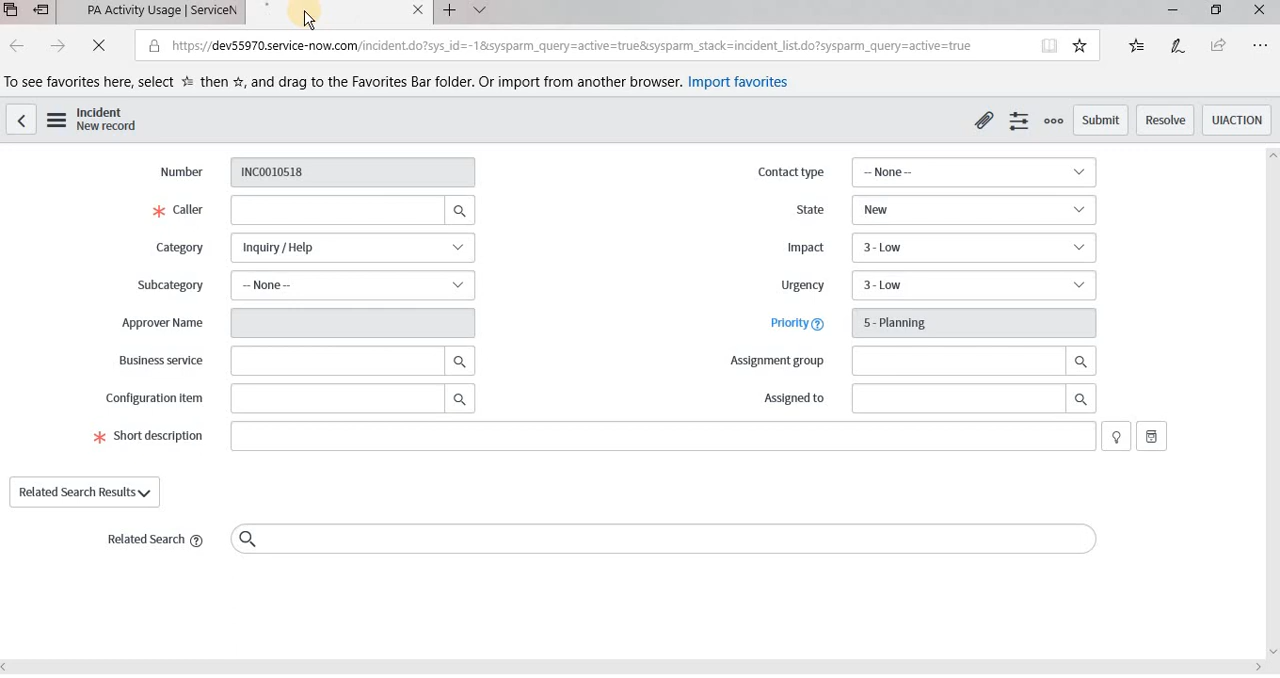 PA Activity Usage | ServiceN
https://dev55970.service-now.com/incident.do?sys_id=-1&sysparm_query=active=true&sysparm_stack=incident_list.do?sysparm_query=active=true
To see favorites here, select then ☆, and drag to the Favorites Bar folder. Or import from another browser. Import favorites
Incident
New record
Submit
Resolve
UIACTION
Number INC0010518
Contact type -- None --
Caller
State New
Category Inquiry / Help
Impact 3 - Low
Subcategory -- None --
Urgency 3 - Low
Approver Name
Priority 5 - Planning
Business service
Assignment group
Configuration item
Assigned to
Short description
Related Search Results
Related Search